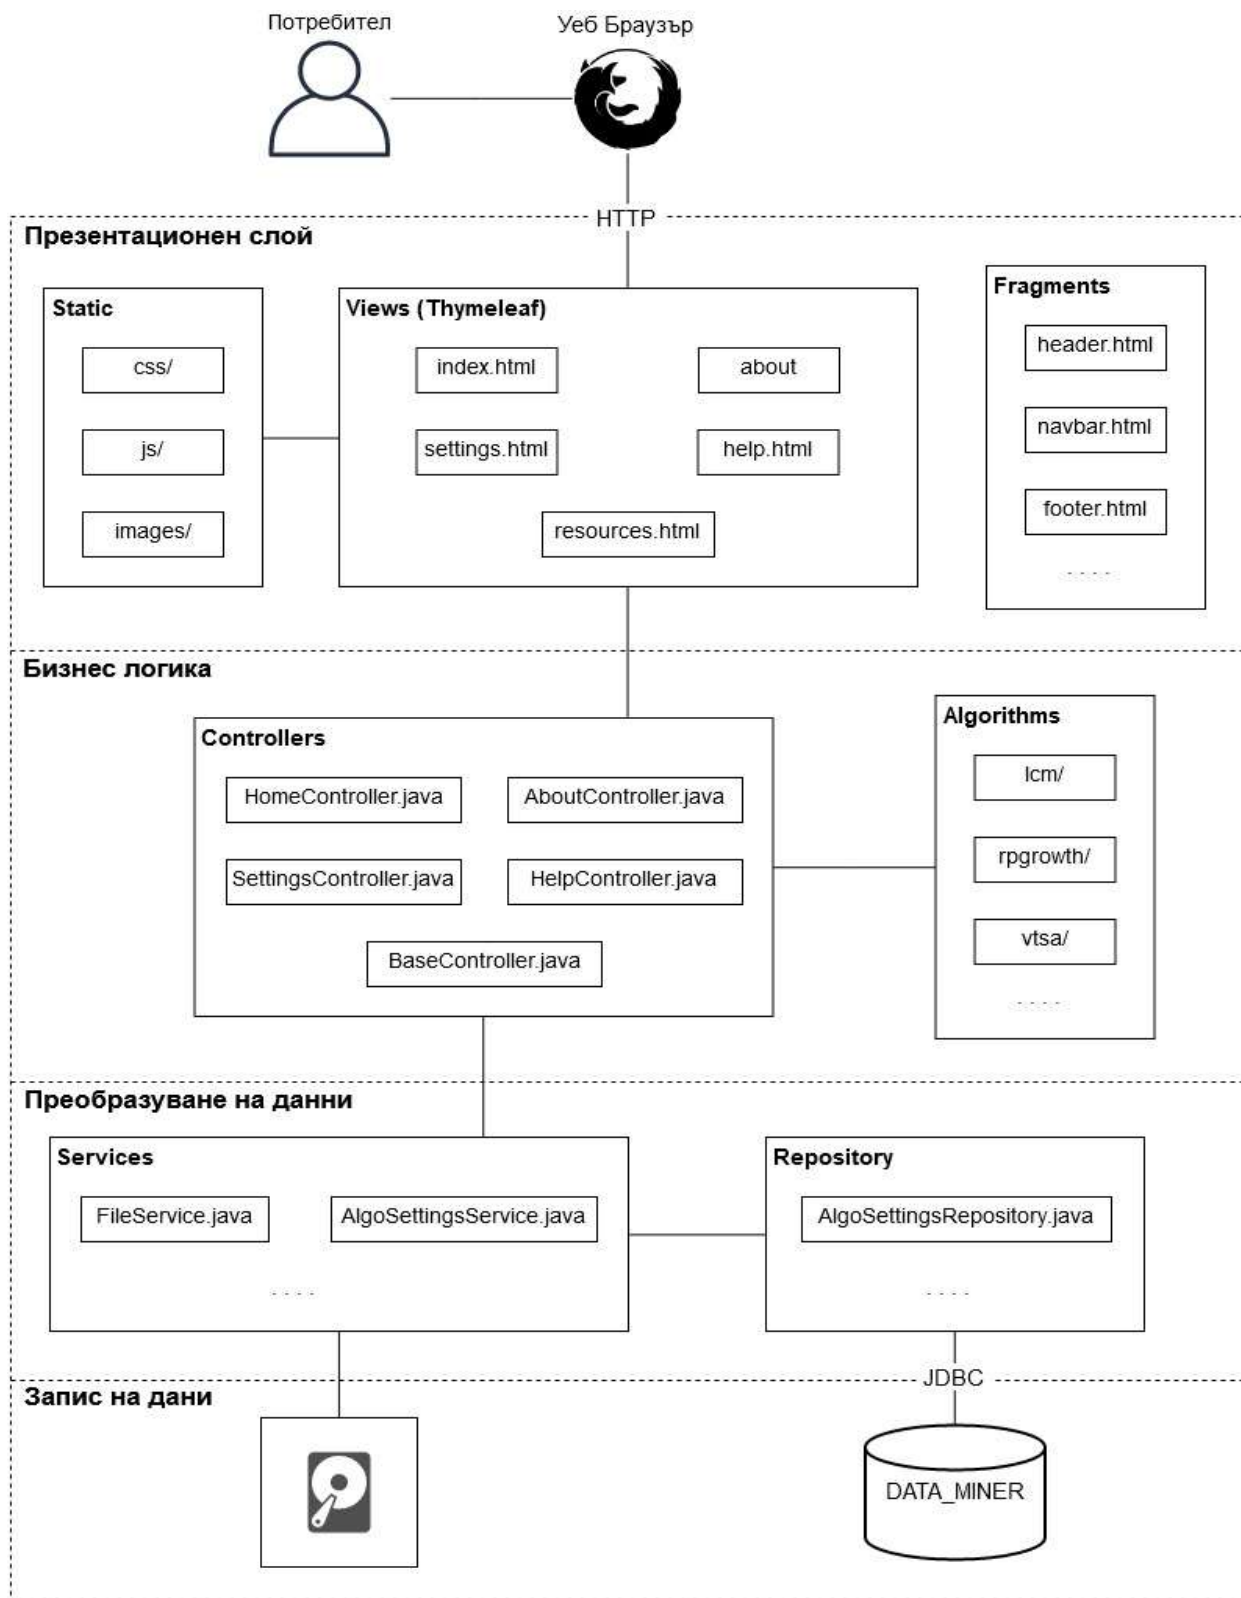 Потребител
Уеб Браузър
HTTP
Презентационен слой
Static
css/
js/
images/
Views (Thymeleaf)
index.html
about
settings.html
help.html
resources.html
Fragments
header.html
navbar.html
footer.html
. . . .
Бизнес логика
Controllers
HomeController.java
AboutController.java
SettingsController.java
HelpController.java
BaseController.java
Algorithms
lcm/
rpgrowth/
vtsa/
. . . .
Преобразуване на данни
Services
FileService.java
AlgoSettingsService.java
. . . .
Repository
AlgoSettingsRepository.java
. . . .
JDBC
Запис на дани
DATA_MINER